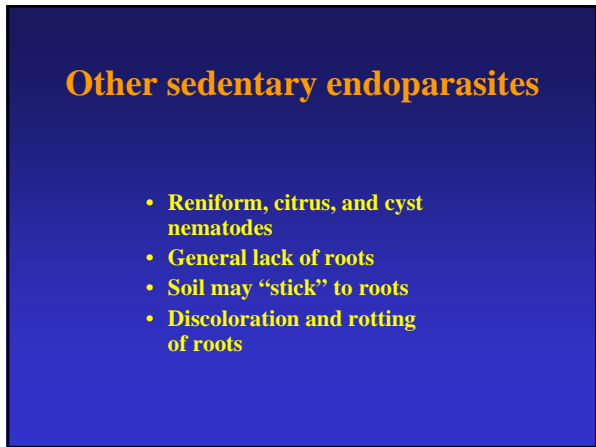 Other sedentary endoparasites
• Reniform, citrus, and cyst
nematodes
• General lack of roots
• Soil may “stick” to roots
• Discoloration and rotting
of roots